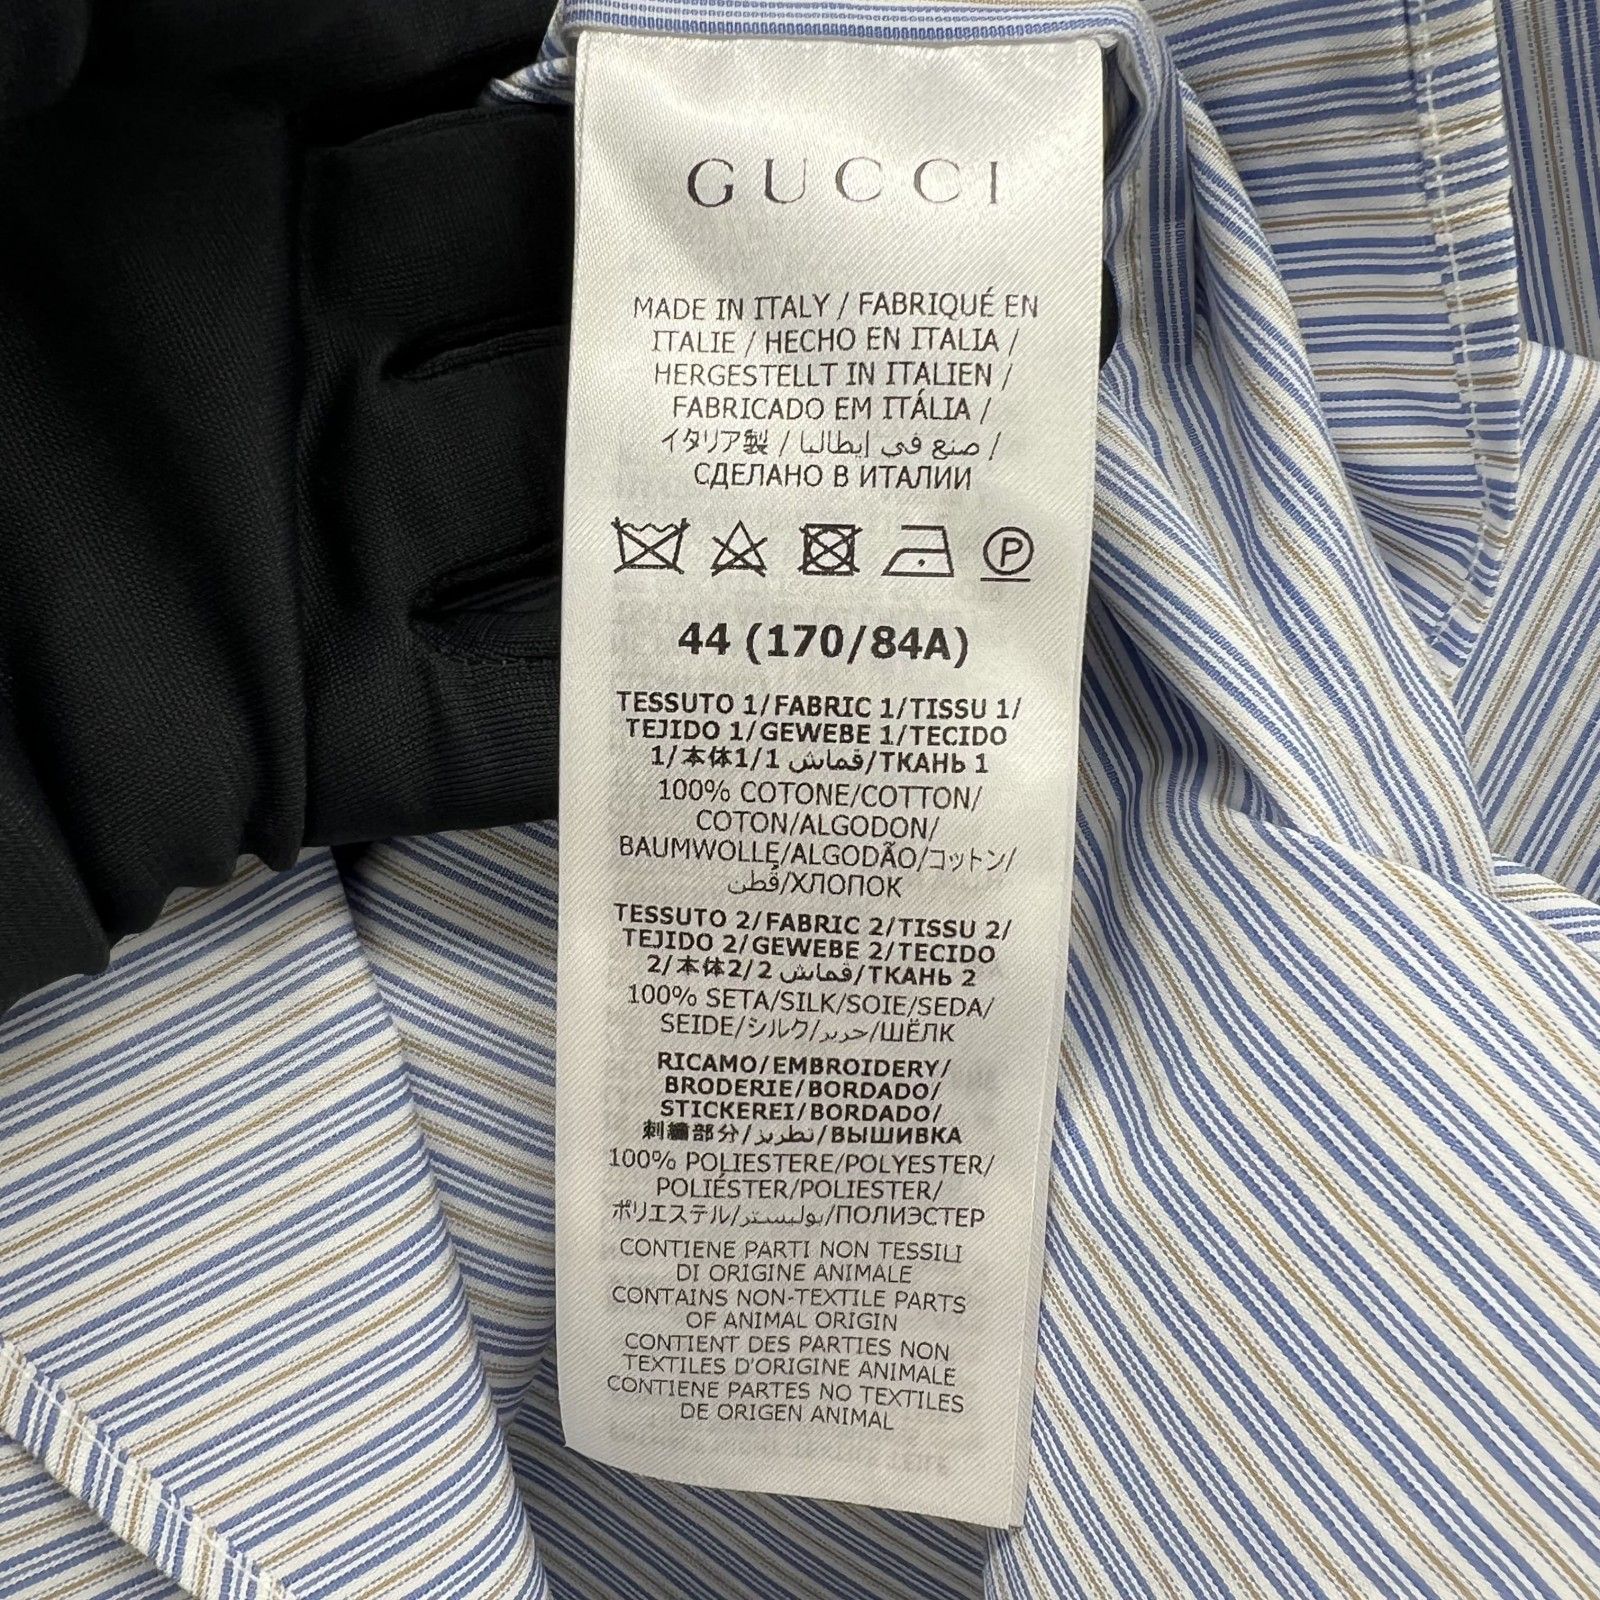 GUCCI
MADE IN ITALY / FABRIQUÉ EN
ITALIE / HECHO EN ITALIA /
HERGESTELLT IN ITALIEN /
FABRICADO EM ITÁLIA /
イタリア製 / صنع في إيطاليا /
СДЕЛАНО В ИТАЛИИ
P
44 (170/84A)
TESSUTO 1/FABRIC 1/TISSU 1/
TEJIDO 1/GEWEBE 1/TECIDO
1/本体1/1 قماش/ТКАНЬ 1
100% COTONE/COTTON/
COTON/ALGODON/
BAUMWOLLE/ALGODÃO/コットン/
قطن/ХЛОПОК
TESSUTO 2/FABRIC 2/TISSU 2/
TEJIDO 2/GEWEBE 2/TECIDO
2/本体2/2 قماش/ТКАНЬ 2
100% SETA/SILK/SOIE/SEDA/
SEIDE/シルク/حرير/ШЁЛК
RICAMO/EMBROIDERY/
BRODERIE/BORDADO/
STICKEREI/BORDADO/
刺繍部分/تطريز/ВЫШИВКА
100% POLIESTERE/POLYESTER/
POLIÉSTER/POLIESTER/
ポリエステル/بوليستر/ПОЛИЭСТЕР
CONTIENE PARTI NON TESSILI
DI ORIGINE ANIMALE
CONTAINS NON-TEXTILE PARTS
OF ANIMAL ORIGIN
CONTIENT DES PARTIES NON
TEXTILES D'ORIGINE ANIMALE
CONTIENE PARTES NO TEXTILES
DE ORIGEN ANIMAL